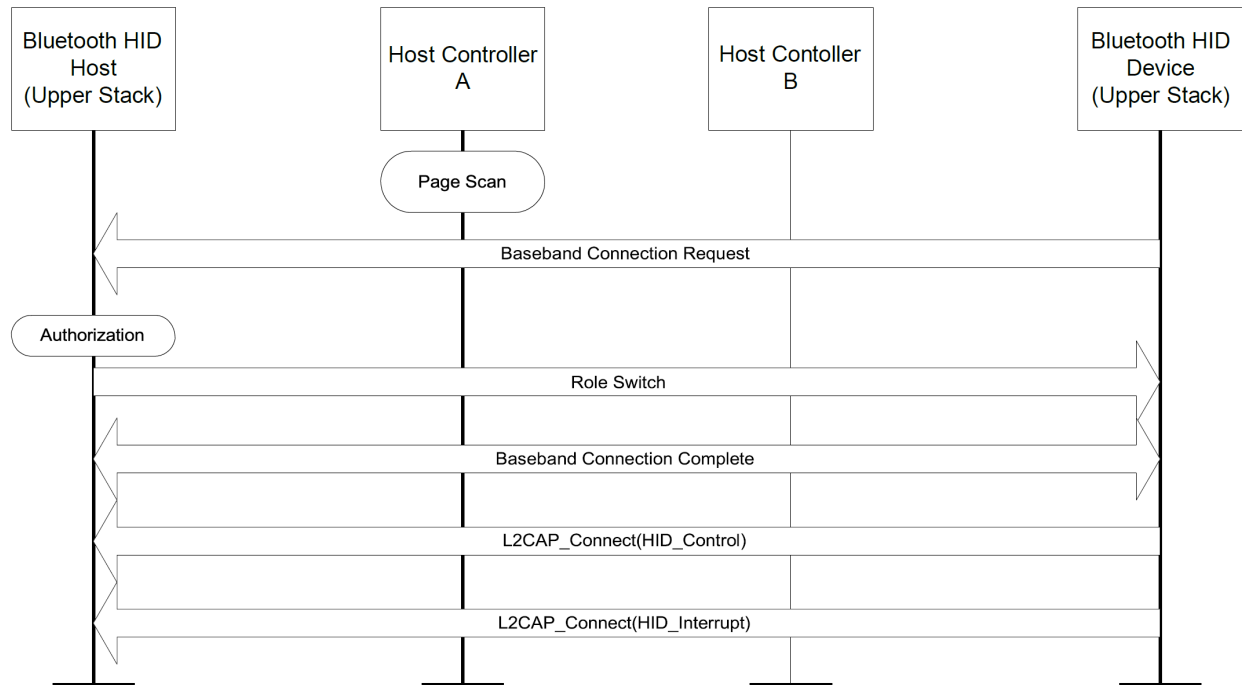 Bluetooth HID
Host
(Upper Stack)
Host Controller
A
Host Contoller
B
Bluetooth HID
Device
(Upper Stack)
Page Scan
Baseband Connection Request
Authorization
Role Switch
Baseband Connection Complete
L2CAP_Connect(HID_Control)
L2CAP_Connect(HID_Interrupt)